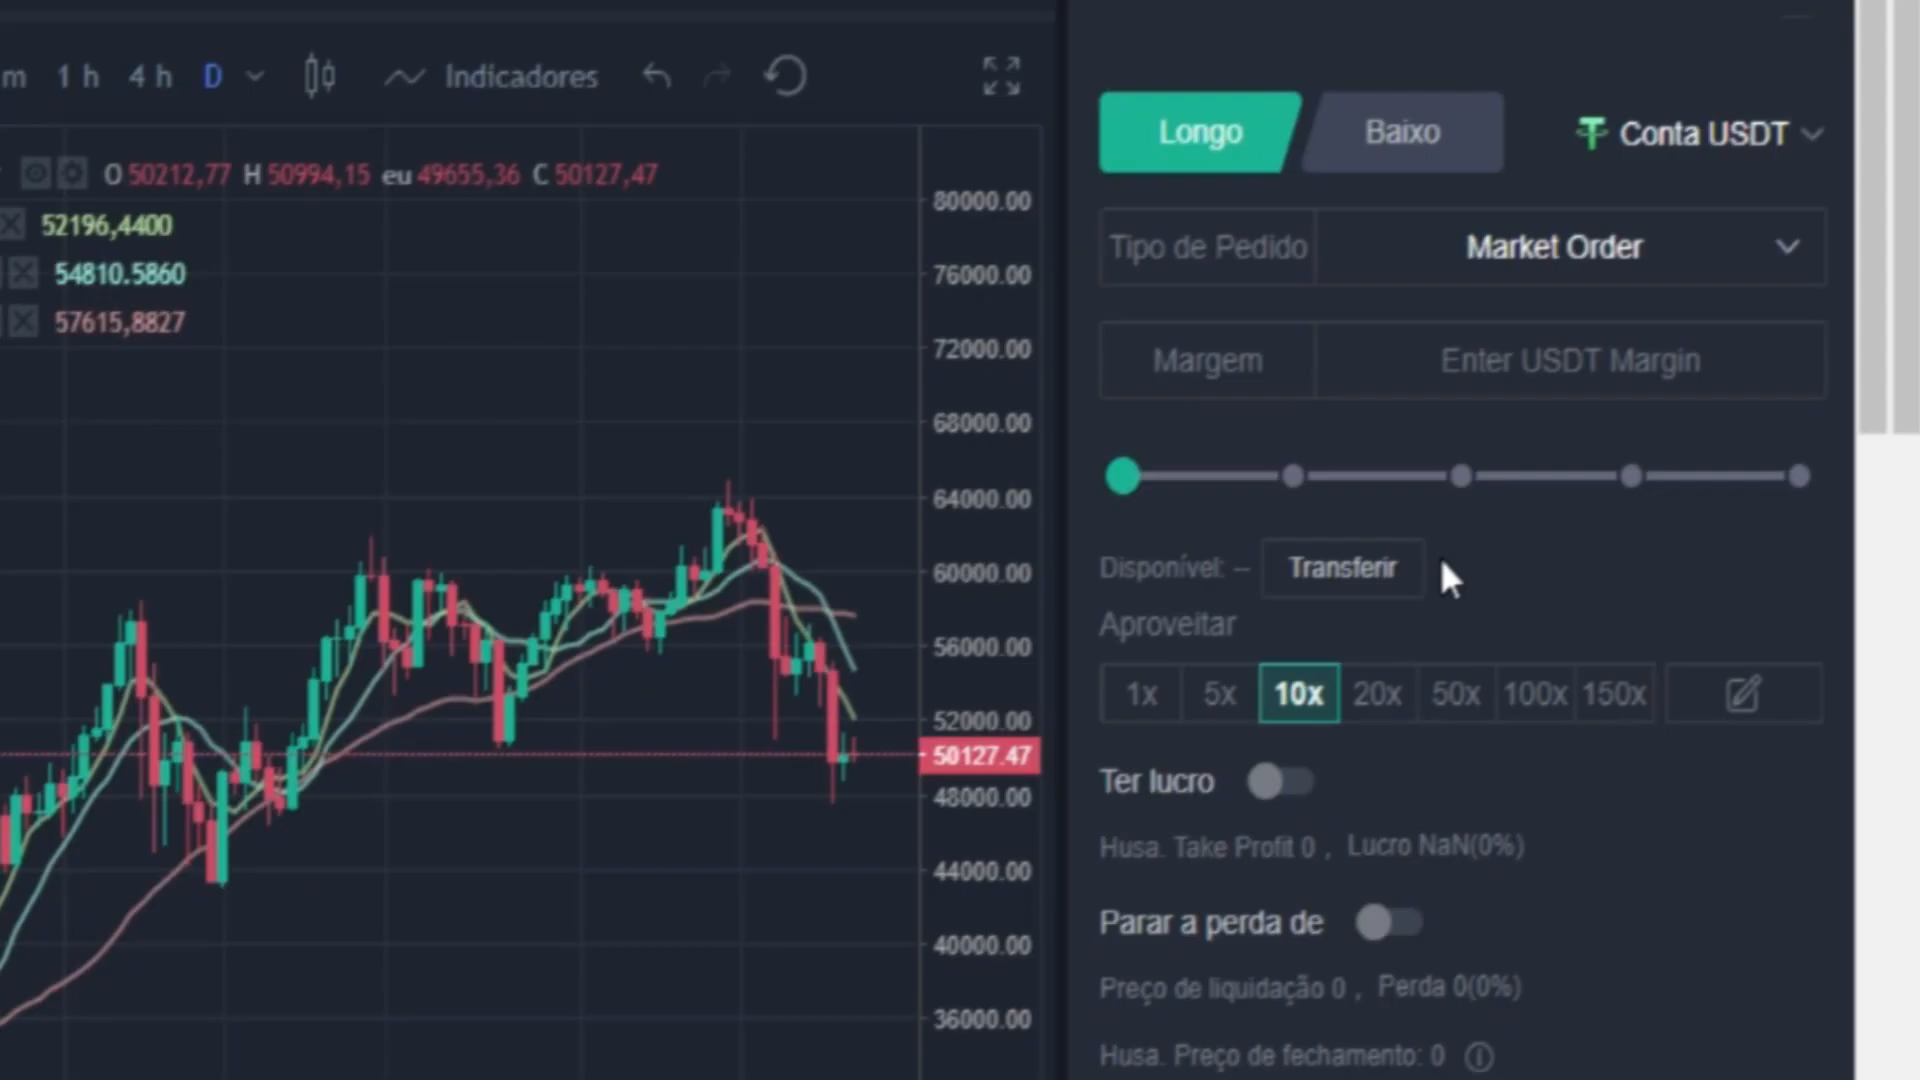 m 1 h 4 h D Indicadores
O 50212,77 H 50994,15 eu 49655,36 C 50127,47
52196,4400
54810.5860
57615,8827
80000.00
76000.00
72000.00
68000.00
64000.00
60000.00
56000.00
52000.00
50127.47
48000.00
44000.00
40000.00
36000.00
Longo Baixo Conta USDT
Tipo de Pedido Market Order
Margem Enter USDT Margin
Disponível: -- Transferir
Aproveitar
1x 5x 10x 20x 50x 100x 150x
Ter lucro
Husa. Take Profit 0 , Lucro NaN(0%)
Parar a perda de
Preço de liquidação 0 , Perda 0(0%)
Husa. Preço de fechamento: 0